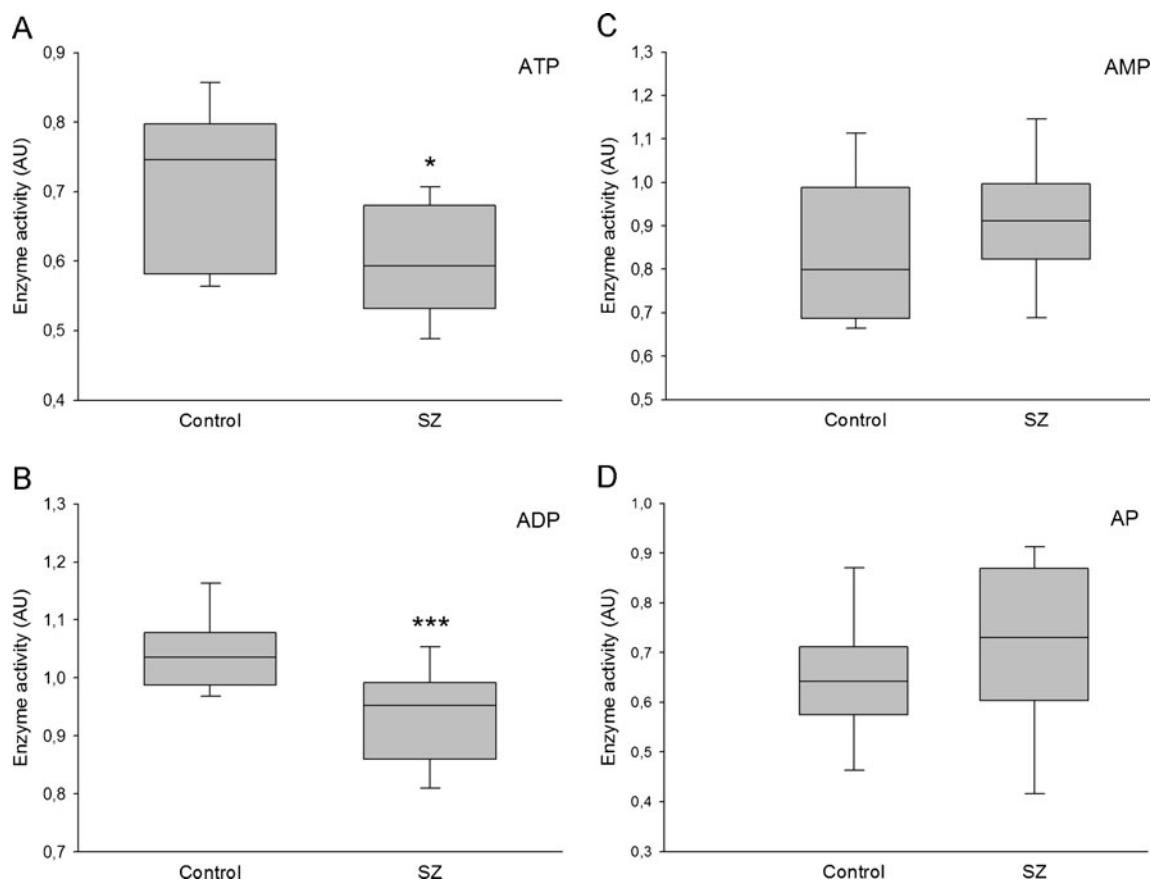 A
ATP
Enzyme activity (AU)
0,9
0,8
0,7
0,6
0,5
0,4
*
Control
SZ
C
AMP
Enzyme activity (AU)
1,3
1,2
1,1
1,0
0,9
0,8
0,7
0,6
0,5
Control
SZ
B
ADP
Enzyme activity (AU)
1,3
1,2
1,1
1,0
0,9
0,8
0,7
***
Control
SZ
D
AP
Enzyme activity (AU)
1,0
0,9
0,8
0,7
0,6
0,5
0,4
0,3
Control
SZ